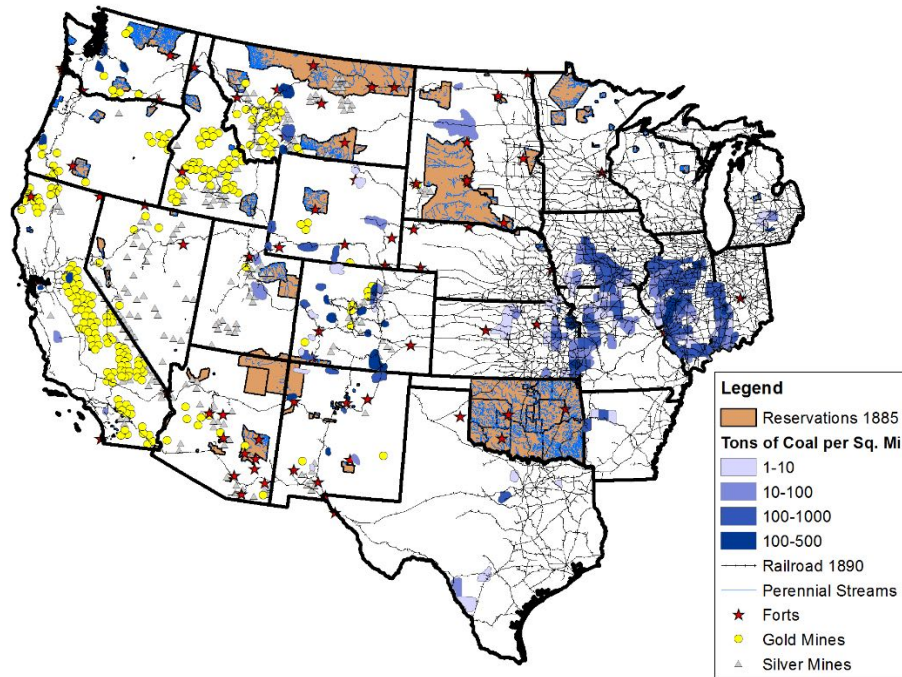 Legend
Reservations 1885
Tons of Coal per Sq. Mi
1-10
10-100
100-1000
100-500
Railroad 1890
Perennial Streams
Forts
Gold Mines
Silver Mines